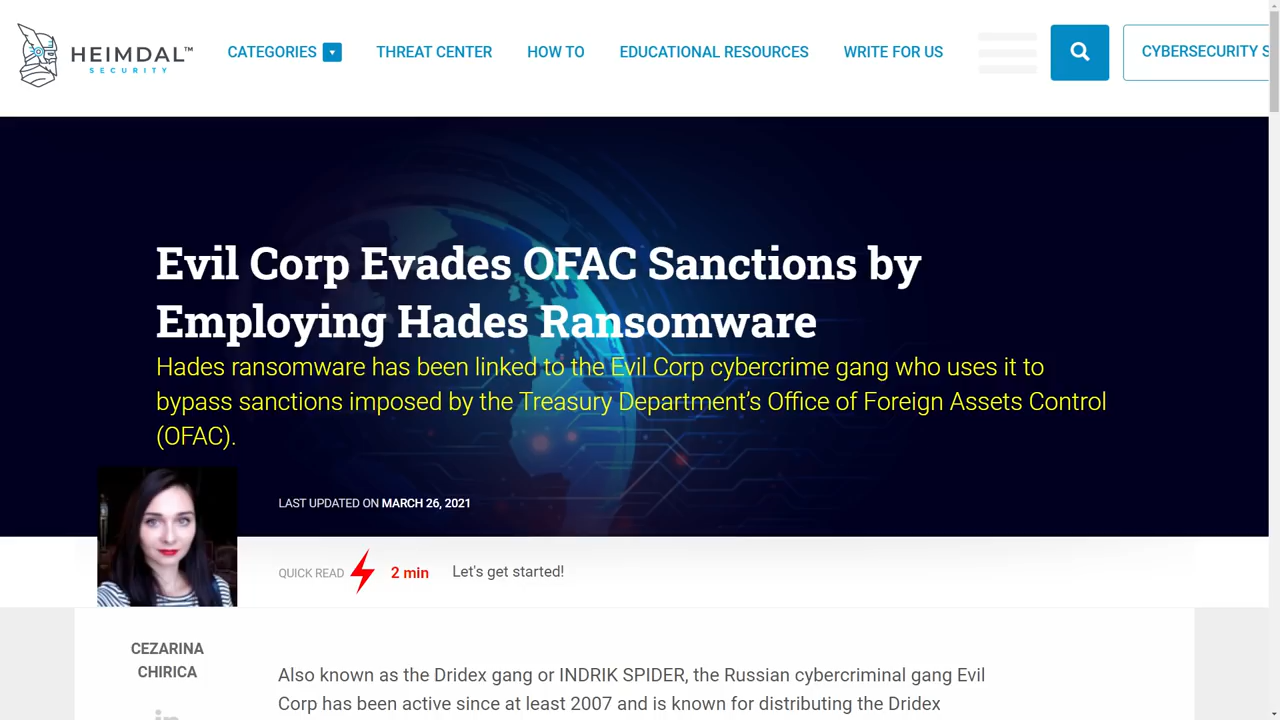 HEIMDAL™
SECURITY
CATEGORIES
THREAT CENTER
HOW TO
EDUCATIONAL RESOURCES
WRITE FOR US
CYBERSECURITY S
Evil Corp Evades OFAC Sanctions by
Employing Hades Ransomware
Hades ransomware has been linked to the Evil Corp cybercrime gang who uses it to
bypass sanctions imposed by the Treasury Department’s Office of Foreign Assets Control
(OFAC).
LAST UPDATED ON MARCH 26, 2021
QUICK READ 2 min Let's get started!
CEZARINA
CHIRICA
Also known as the Dridex gang or INDRIK SPIDER, the Russian cybercriminal gang Evil
Corp has been active since at least 2007 and is known for distributing the Dridex